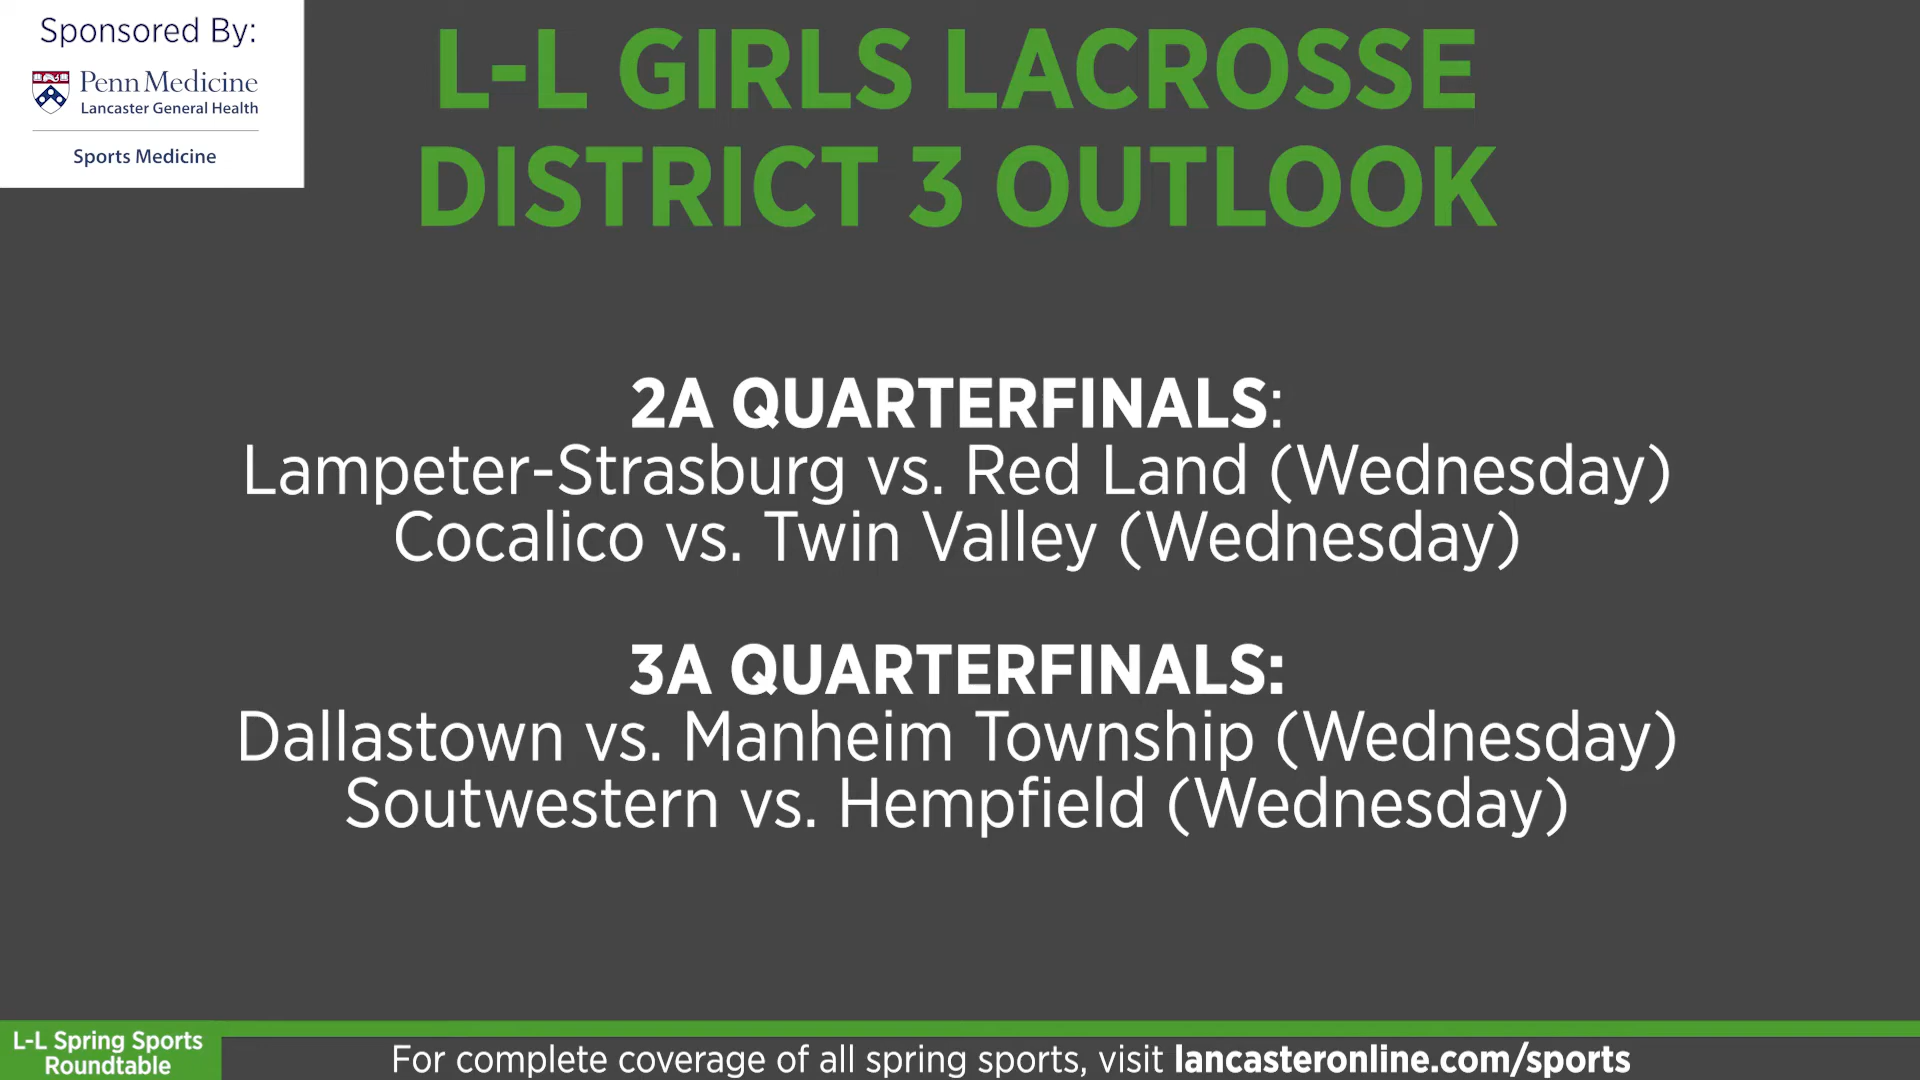 Sponsored By:
Penn Medicine
Lancaster General Health
Sports Medicine
L-L GIRLS LACROSSE
DISTRICT 3 OUTLOOK
2A QUARTERFINALS:
Lampeter-Strasburg vs. Red Land (Wednesday)
Cocalico vs. Twin Valley (Wednesday)
3A QUARTERFINALS:
Dallastown vs. Manheim Township (Wednesday)
Soutwestern vs. Hempfield (Wednesday)
L-L Spring Sports
Roundtable
For complete coverage of all spring sports, visit lancasteronline.com/sports